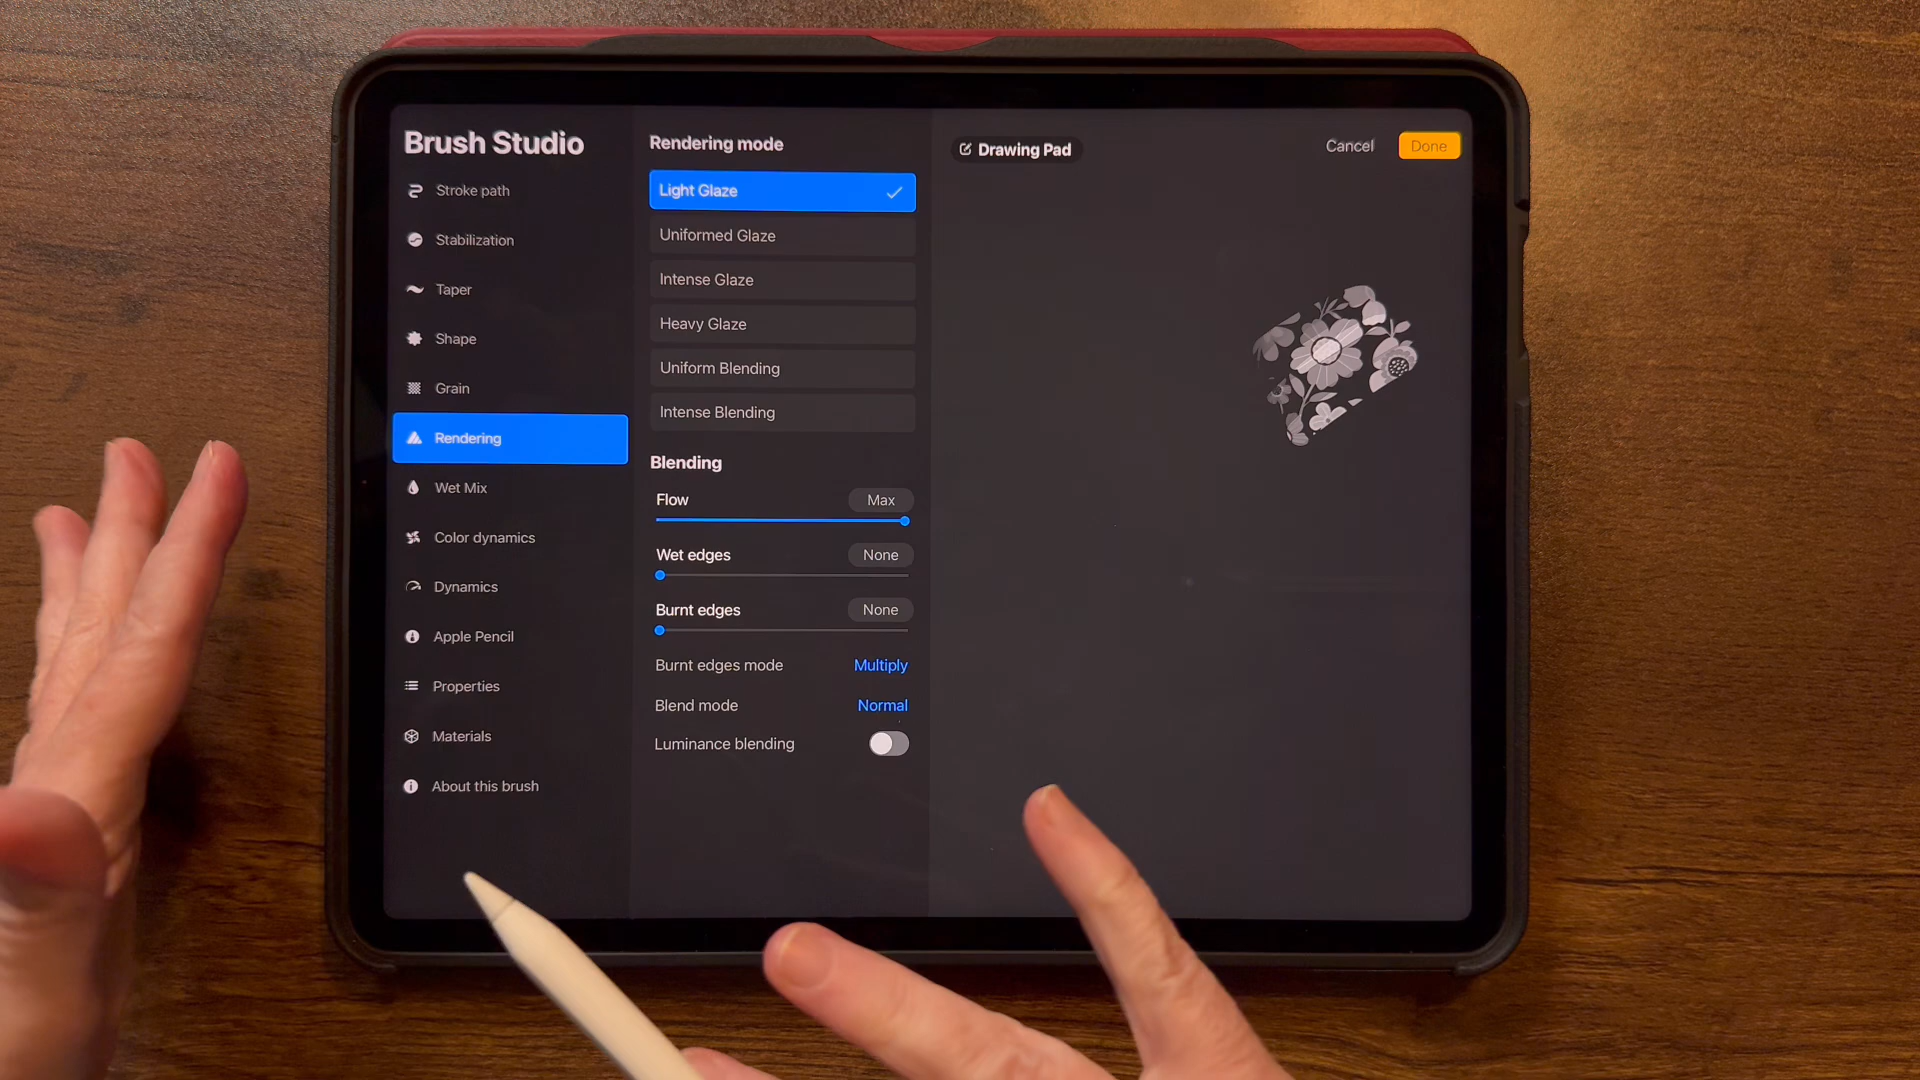 Brush Studio
Stroke path
Stabilization
Taper
Shape
Grain
Rendering
Wet Mix
Color dynamics
Dynamics
Apple Pencil
Properties
Materials
About this brush
Rendering mode
Light Glaze
Uniformed Glaze
Intense Glaze
Heavy Glaze
Uniform Blending
Intense Blending
Blending
Flow Max
Wet edges None
Burnt edges None
Burnt edges mode Multiply
Blend mode Normal
Luminance blending
Drawing Pad
Cancel Done